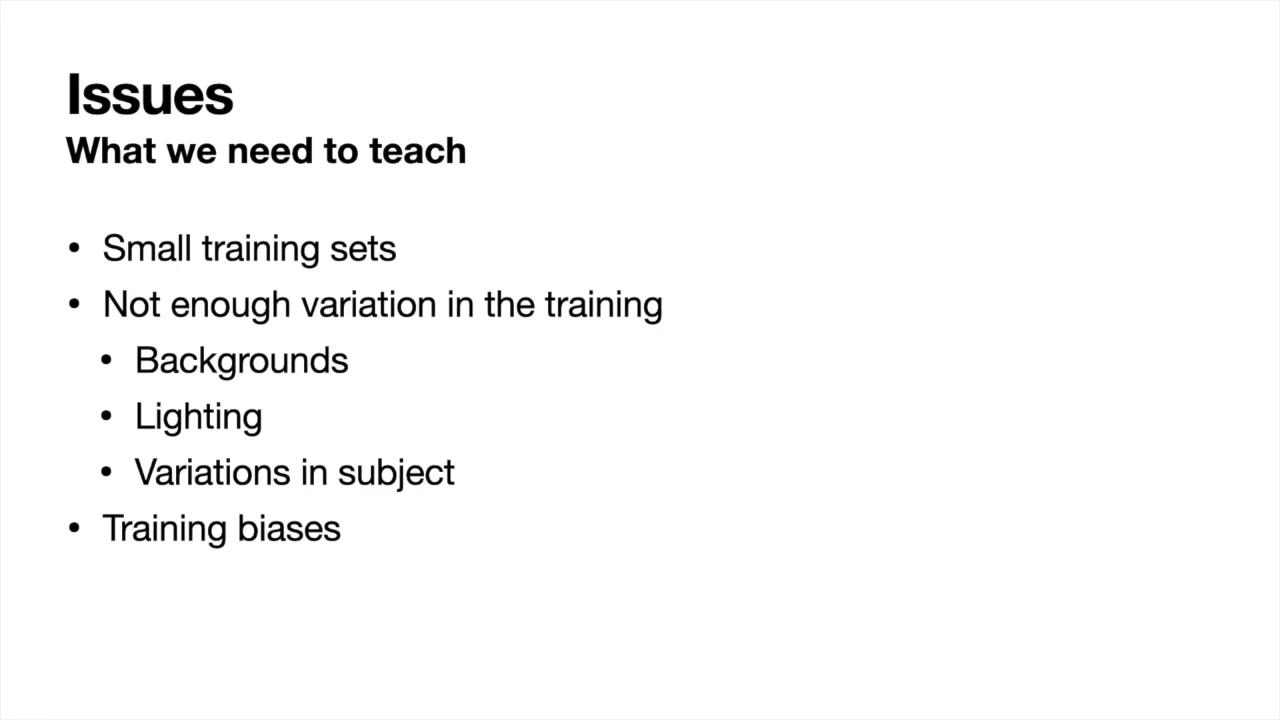 Issues
What we need to teach
• Small training sets
• Not enough variation in the training
• Backgrounds
• Lighting
• Variations in subject
• Training biases